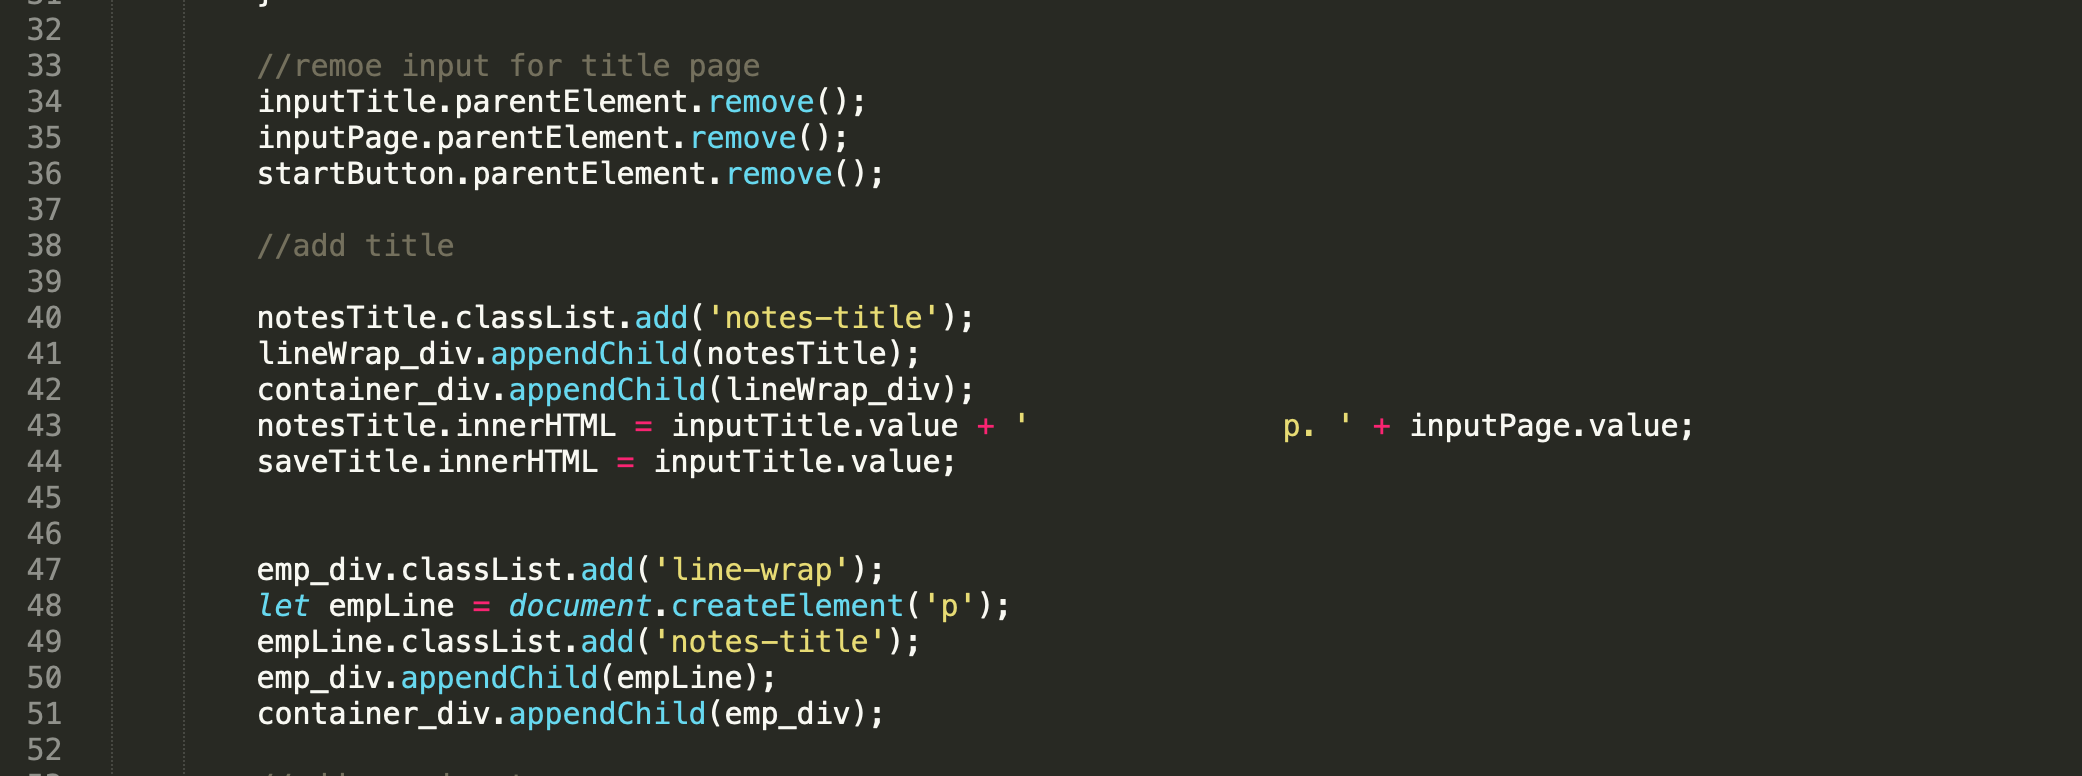 32
33 //remoe input for title page
34 inputTitle.parentElement.remove();
35 inputPage.parentElement.remove();
36 startButton.parentElement.remove();
37
38 //add title
39
40 notesTitle.classList.add('notes-title');
41 lineWrap_div.appendChild(notesTitle);
42 container_div.appendChild(lineWrap_div);
43 notesTitle.innerHTML = inputTitle.value + '              p. ' + inputPage.value;
44 saveTitle.innerHTML = inputTitle.value;
45
46
47 emp_div.classList.add('line-wrap');
48 let empLine = document.createElement('p');
49 empLine.classList.add('notes-title');
50 emp_div.appendChild(empLine);
51 container_div.appendChild(emp_div);
52